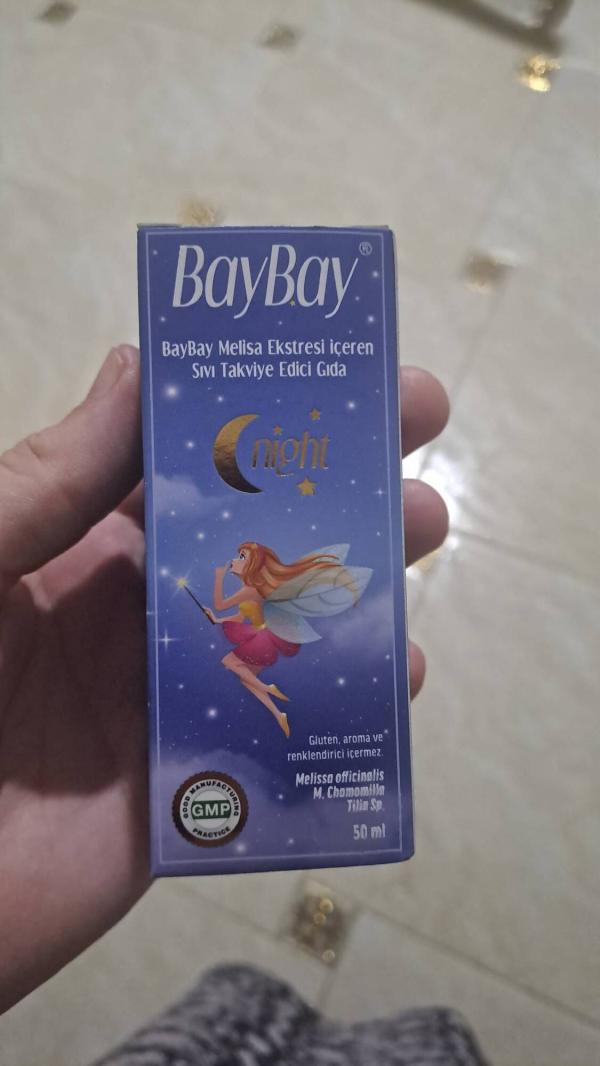 BayBay®
BayBay Melisa Ekstresi içeren
Sıvı Takviye Edici Gıda
night
Gluten, aroma ve
renklendirici içermez.
Melissa officinalis
M. Chamomilla
Tilia Sp.
50 ml
GOOD MANUFACTURING
GMP
PRACTICE